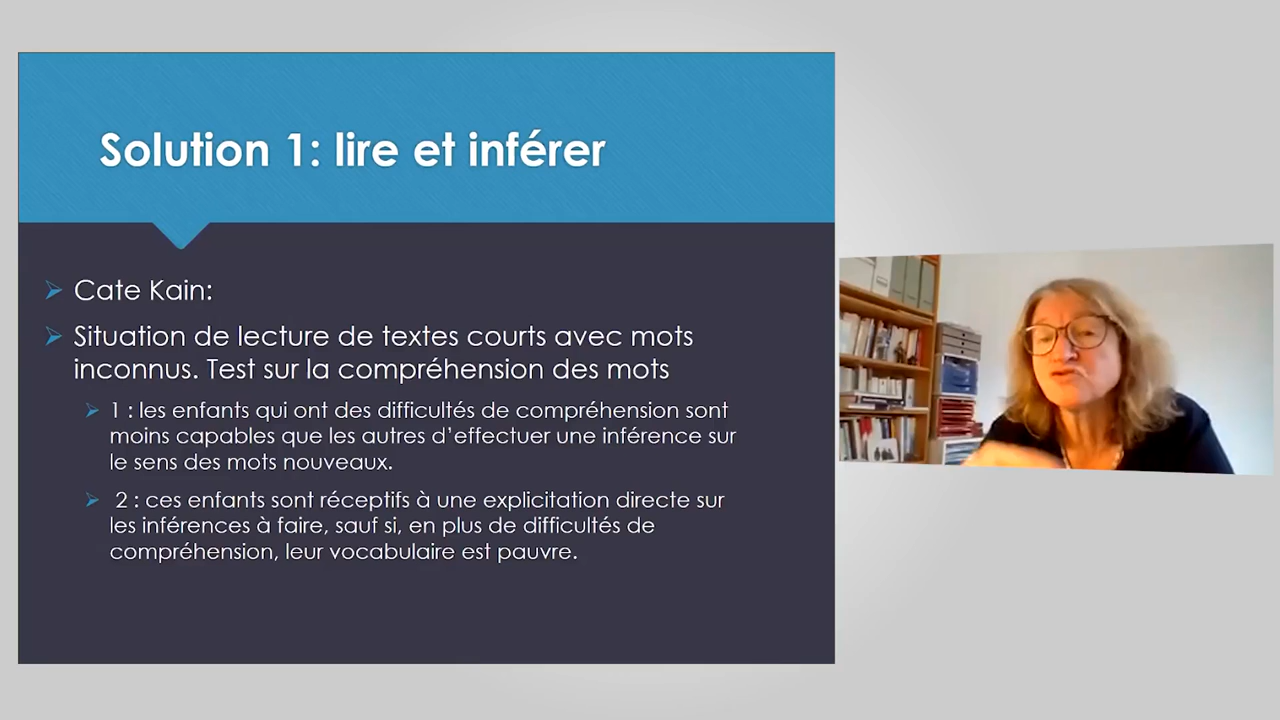 Solution 1: lire et inférer
Cate Kain:
Situation de lecture de textes courts avec mots
inconnus. Test sur la compréhension des mots
1 : les enfants qui ont des difficultés de compréhension sont
moins capables que les autres d’effectuer une inférence sur
le sens des mots nouveaux.
2 : ces enfants sont réceptifs à une explicitation directe sur
les inférences à faire, sauf si, en plus de difficultés de
compréhension, leur vocabulaire est pauvre.